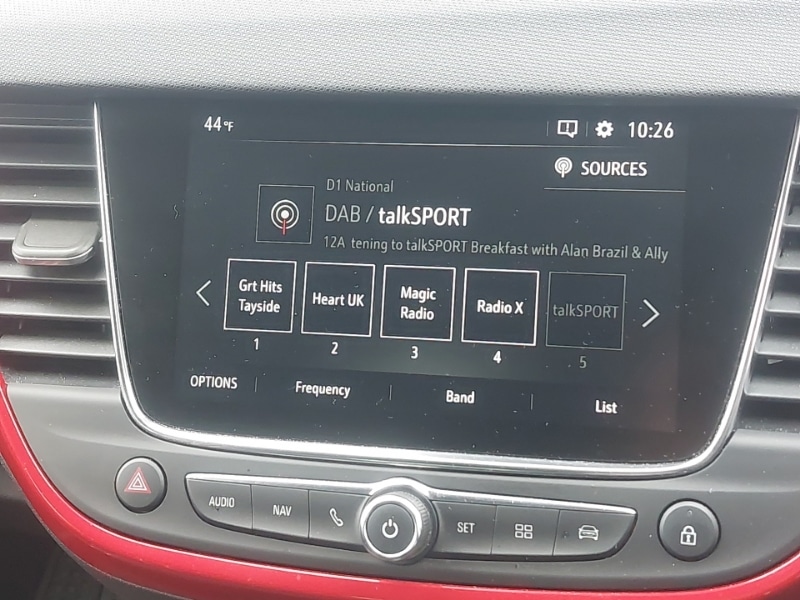 44°F
10:26
SOURCES
D1 National
DAB / talkSPORT
12A tening to talkSPORT Breakfast with Alan Brazil & Ally
Grt Hits
Tayside
Heart UK
Magic
Radio
Radio X
talkSPORT
1
2
3
4
5
OPTIONS
Frequency
Band
List
AUDIO
NAV
SET